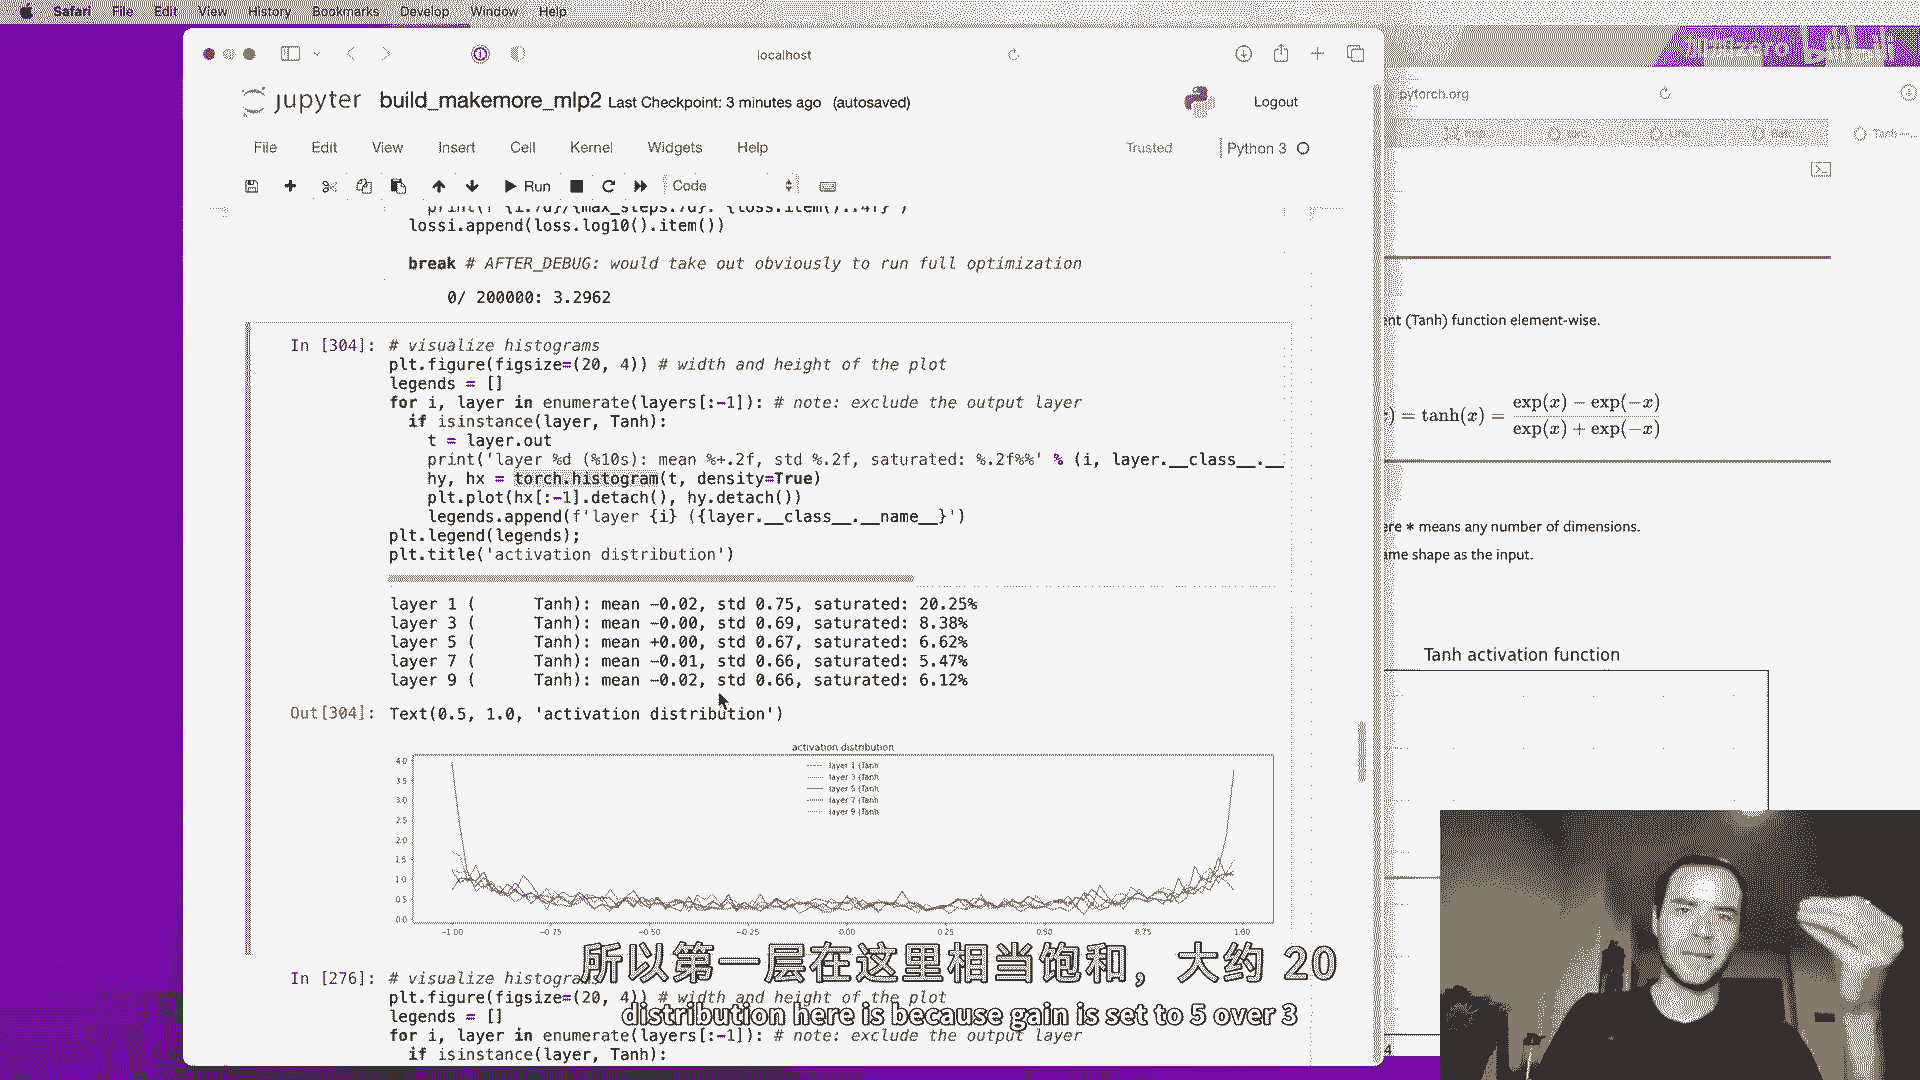 Safari File Edit View History Bookmarks Develop Window Help
localhost
pytorch.org
jupyter build_makemore_mlp2 Last Checkpoint: 3 minutes ago (autosaved)
Logout
File Edit View Insert Cell Kernel Widgets Help
Trusted
Python 3
Run
Code
lossi.append(loss.log10().item())
break # AFTER_DEBUG: would take out obviously to run full optimization
0/ 200000: 3.2962
In [304]: # visualize histograms
plt.figure(figsize=(20, 4)) # width and height of the plot
legends = []
for i, layer in enumerate(layers[:-1]): # note: exclude the output layer
if isinstance(layer, Tanh):
t = layer.out
print('layer %d (%10s): mean %+.2f, std %.2f, saturated: %.2f%%' % (i, layer.__class__.__
hy, hx = torch.histogram(t, density=True)
plt.plot(hx[:-1].detach(), hy.detach())
legends.append(f'layer {i} ({layer.__class__.__name__}')
plt.legend(legends);
plt.title('activation distribution')
layer 1 ( Tanh): mean -0.02, std 0.75, saturated: 20.25%
layer 3 ( Tanh): mean -0.00, std 0.69, saturated: 8.38%
layer 5 ( Tanh): mean +0.00, std 0.67, saturated: 6.62%
layer 7 ( Tanh): mean -0.01, std 0.66, saturated: 5.47%
layer 9 ( Tanh): mean -0.02, std 0.66, saturated: 6.12%
Out[304]: Text(0.5, 1.0, 'activation distribution')
activation distribution
layer 1 (Tanh
layer 3 (Tanh
layer 5 (Tanh
layer 7 (Tanh
layer 9 (Tanh
4.0
3.5
3.0
2.5
2.0
1.5
1.0
0.5
0.0
-1.00 -0.75 -0.50 -0.25 0.00 0.25 0.50 0.75 1.00
In [276]: # visualize histograms
plt.figure(figsize=(20, 4)) # width and height of the plot
legends = []
for i, layer in enumerate(layers[:-1]): # note: exclude the output layer
if isinstance(layer, Tanh):
所以第一层在这里相当饱和，大约 20
distribution here is because gain is set to 5 over 3
ent (Tanh) function element-wise.
) = tanh(x) = exp(x) − exp(−x) / exp(x) + exp(−x)
ere * means any number of dimensions.
ame shape as the input.
Tanh activation function